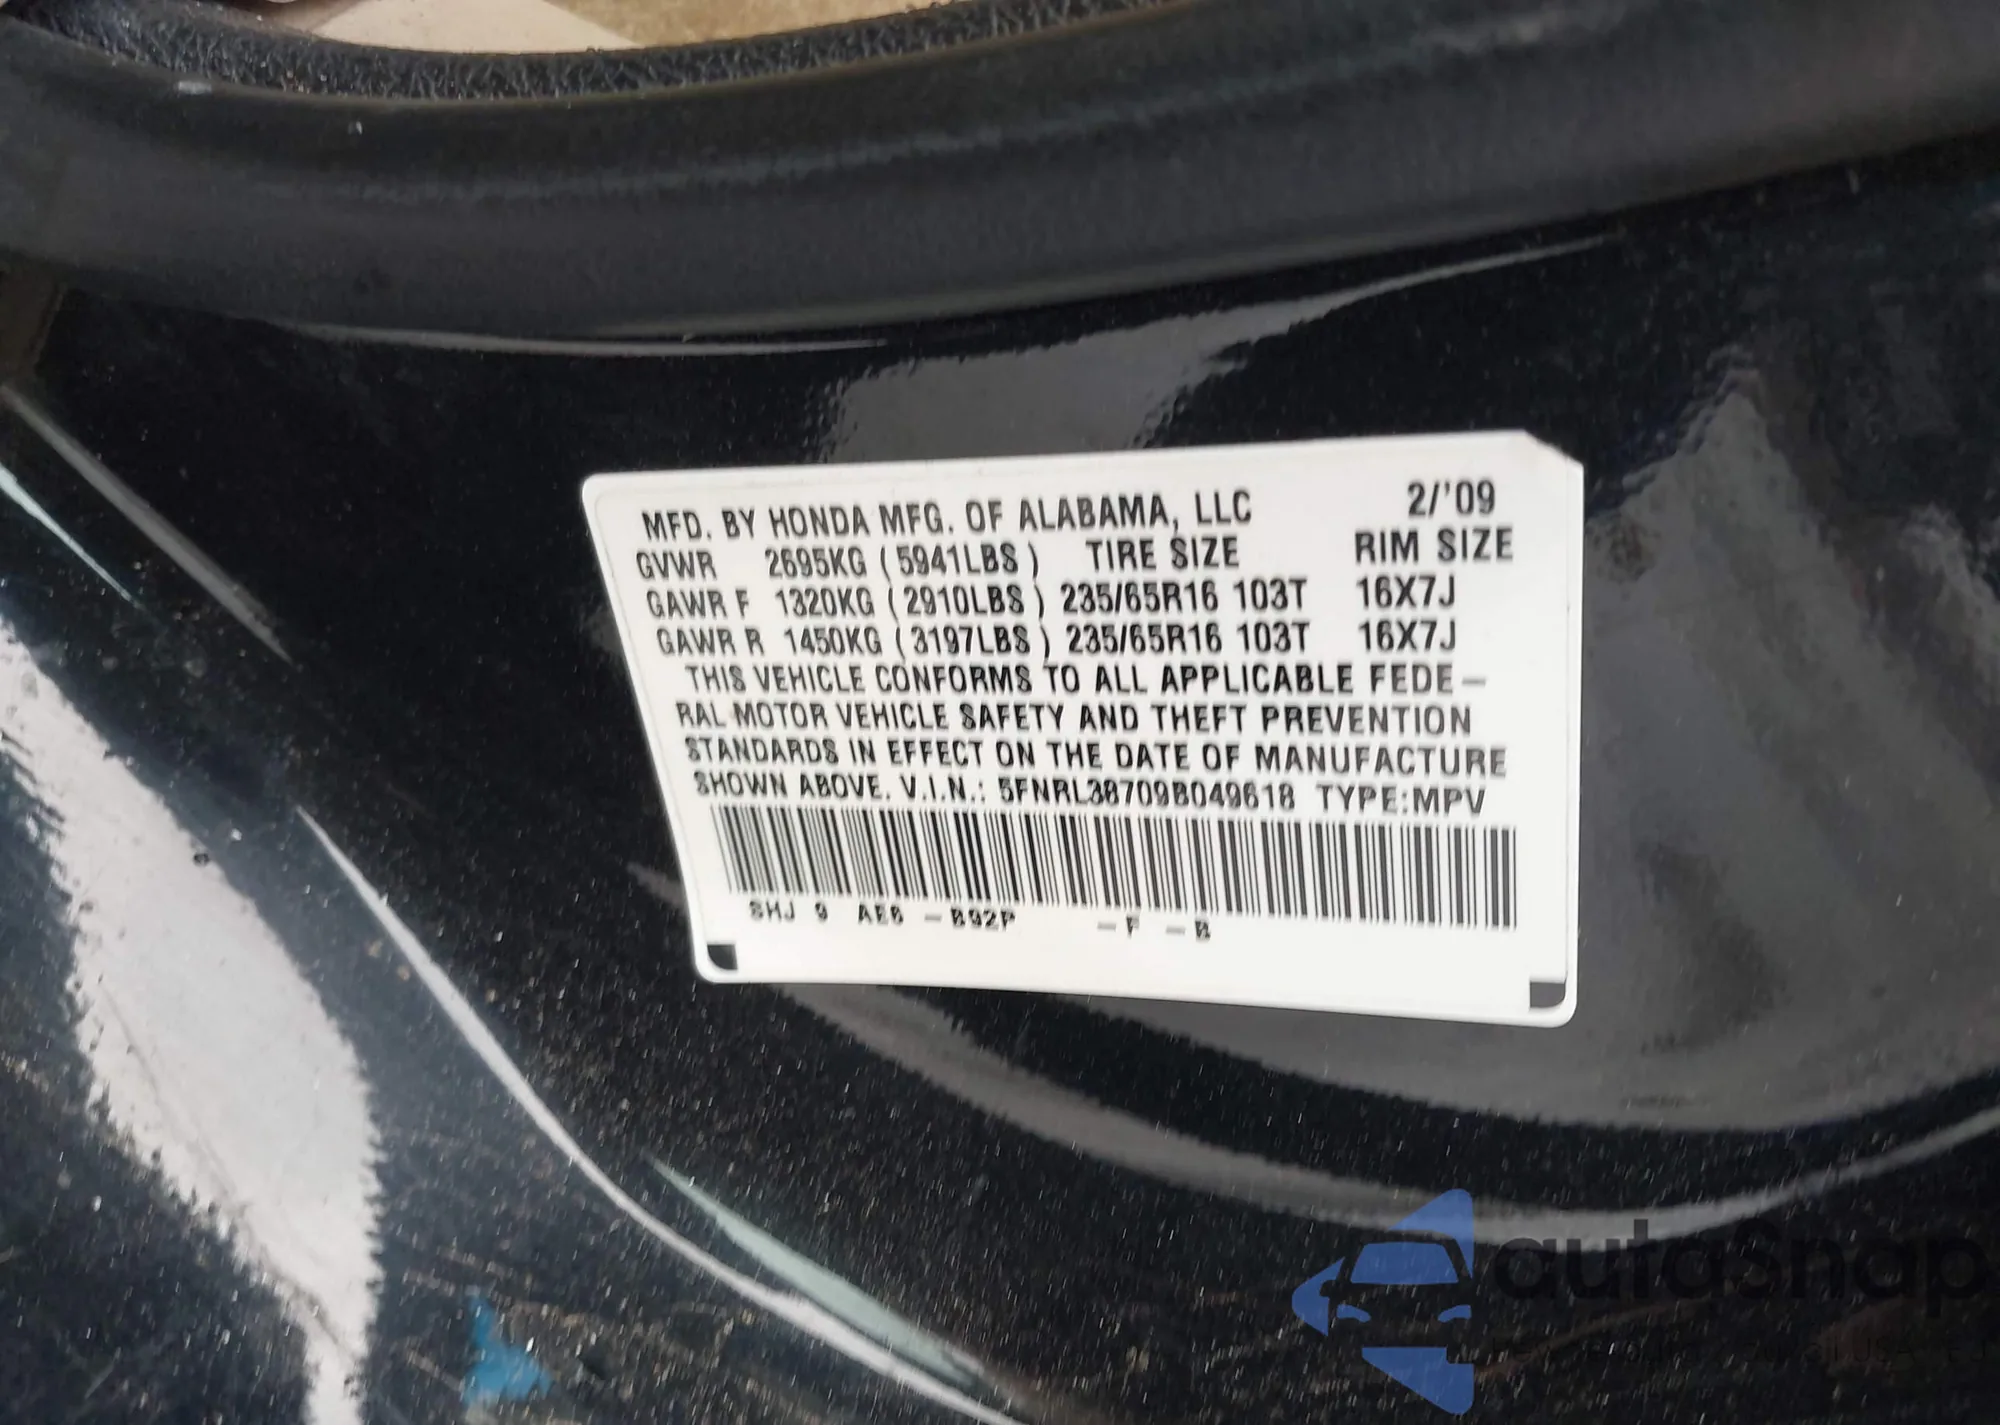 MFD. BY HONDA MFG. OF ALABAMA, LLC 2/'09
GVWR 2695KG (5941LBS) TIRE SIZE RIM SIZE
GAWR F 1320KG (2910LBS) 235/65R16 103T 16X7J
GAWR R 1450KG (3197LBS) 235/65R16 103T 16X7J
THIS VEHICLE CONFORMS TO ALL APPLICABLE FEDE-
RAL MOTOR VEHICLE SAFETY AND THEFT PREVENTION
STANDARDS IN EFFECT ON THE DATE OF MANUFACTURE
SHOWN ABOVE. V.I.N.: 5FNRL38709B049618 TYPE:MPV
SHJ 9 AE6 - B92P - F - B
autoSnap